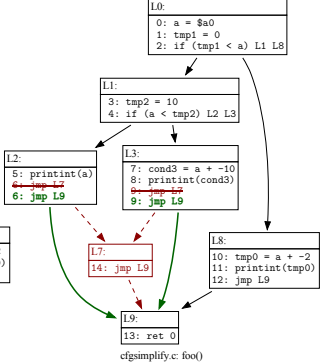 L0:
0: a = $a0
1: tmp1 = 0
2: if (tmp1 < a) L1 L8
L1:
3: tmp2 = 10
4: if (a < tmp2) L2 L3
L2:
5: printint(a)
6: jmp L7
6: jmp L9
L3:
7: cond3 = a + -10
8: printint(cond3)
9: jmp L7
9: jmp L9
L7:
14: jmp L9
L8:
10: tmp0 = a + -2
11: printint(tmp0)
12: jmp L9
L9:
13: ret 0
cfgsimplify.c: foo()